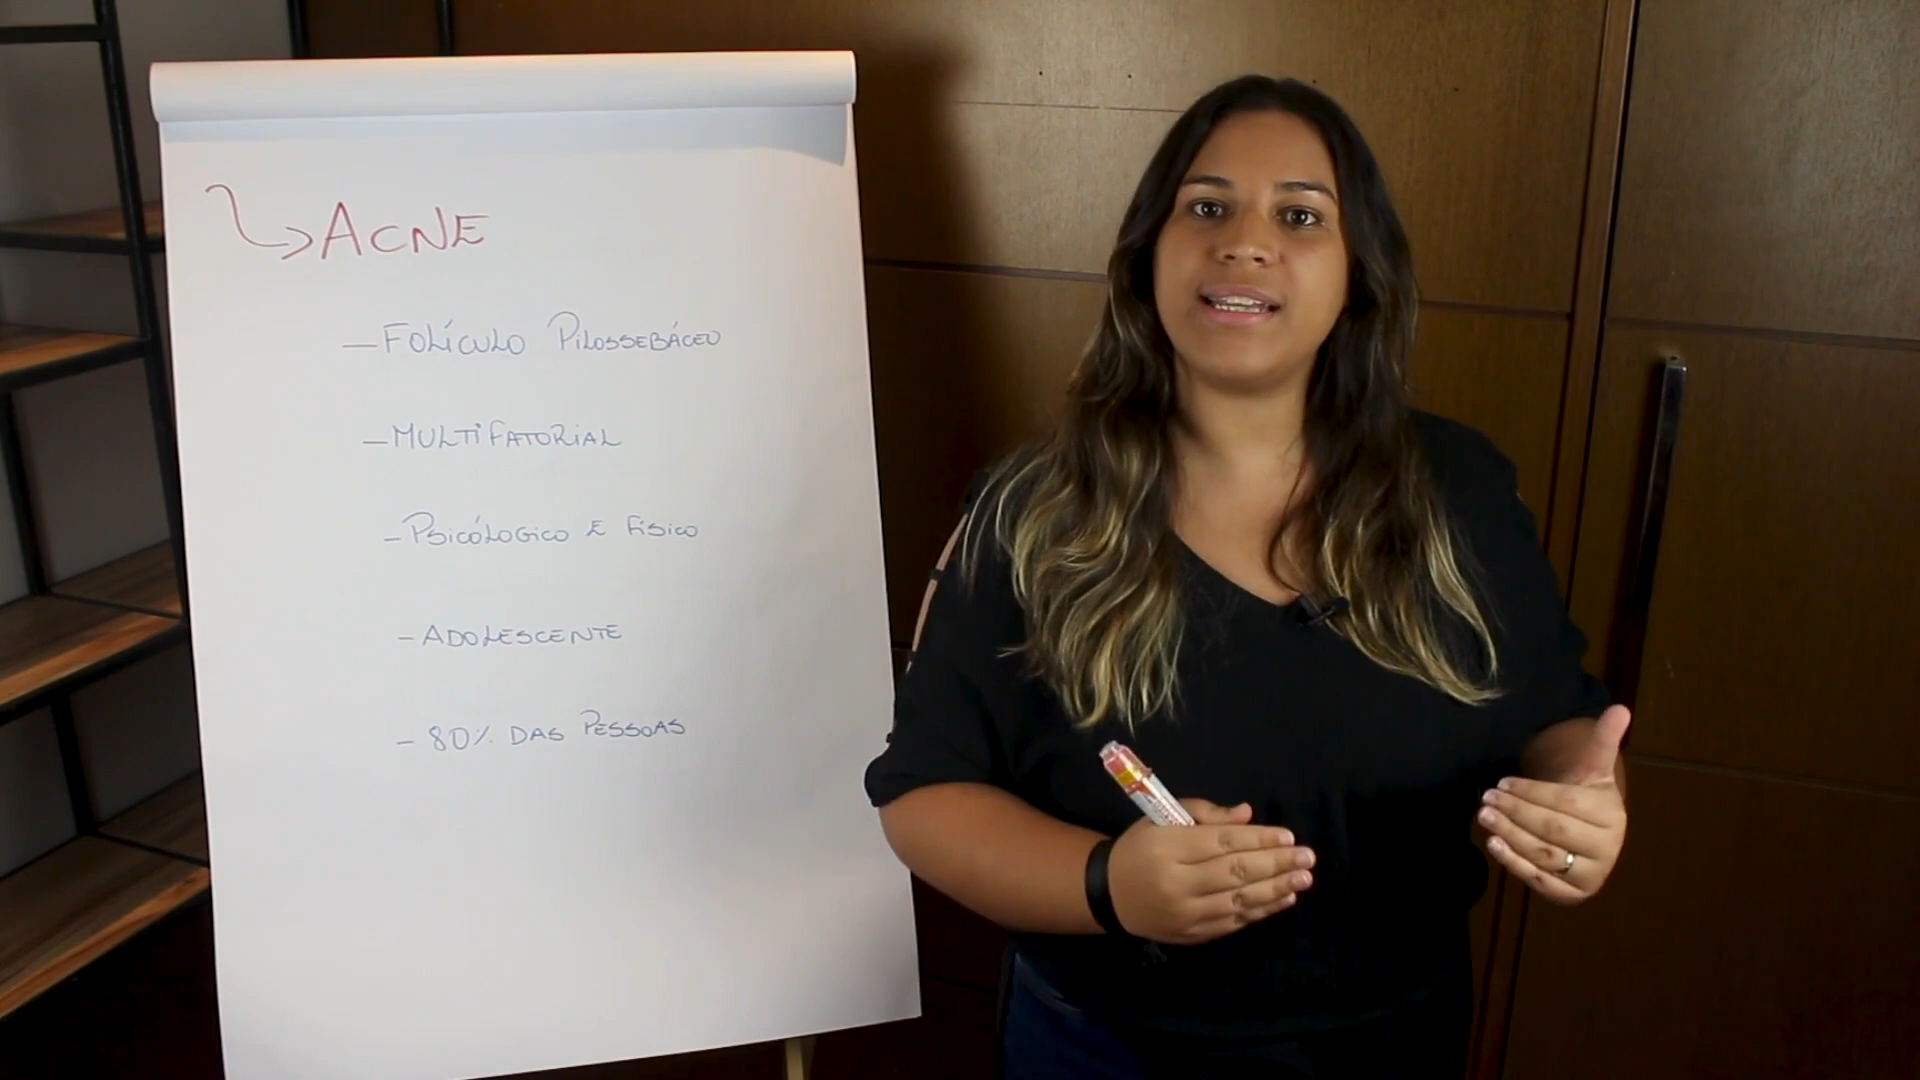 ACNE
- FOLÍCULO PILOSSEBÁCEO
- MULTIFATORIAL
- PSICÓLOGICO E FÍSICO
- ADOLESCENTE
- 80% DAS PESSOAS